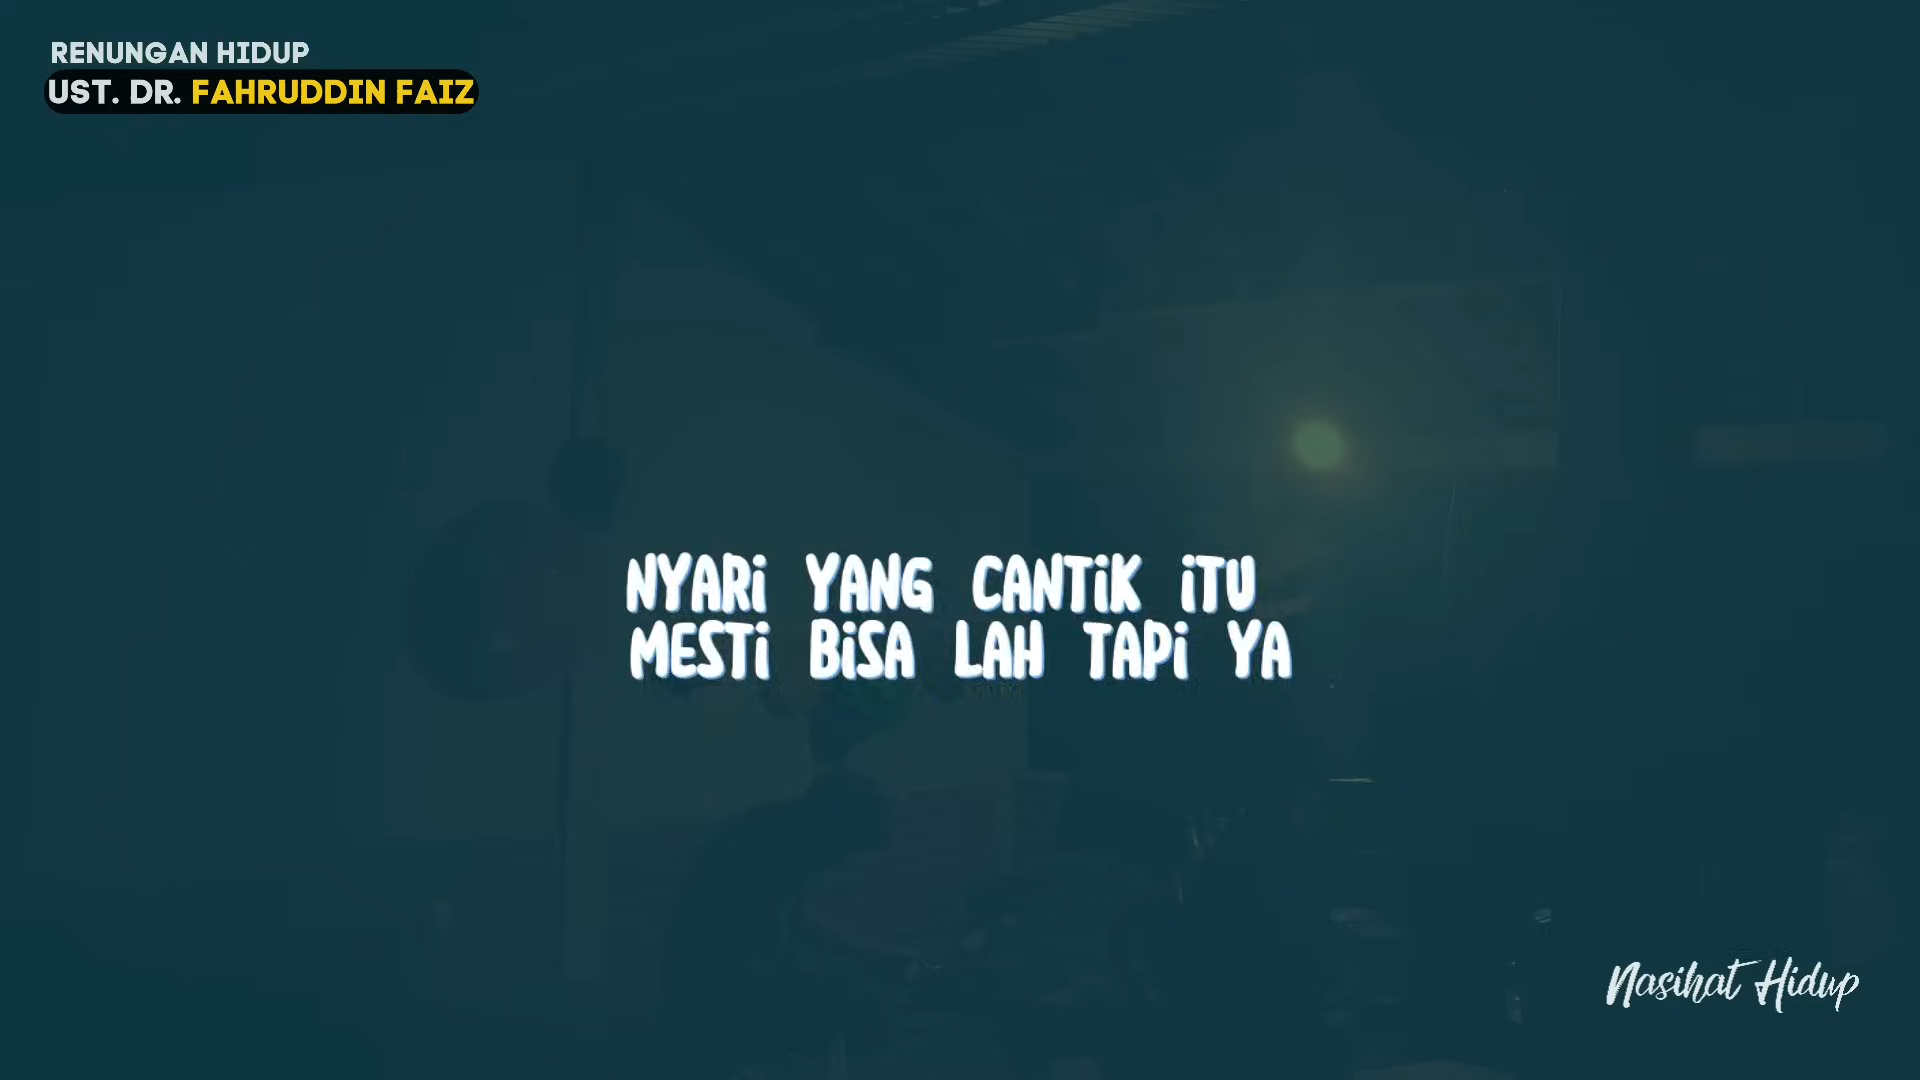 RENUNGAN HIDUP
UST. DR. FAHRUDDIN FAIZ
NYARi YANG CANTiK iTU
MESTi BiSA LAH TAPi YA
Nasihat Hidup